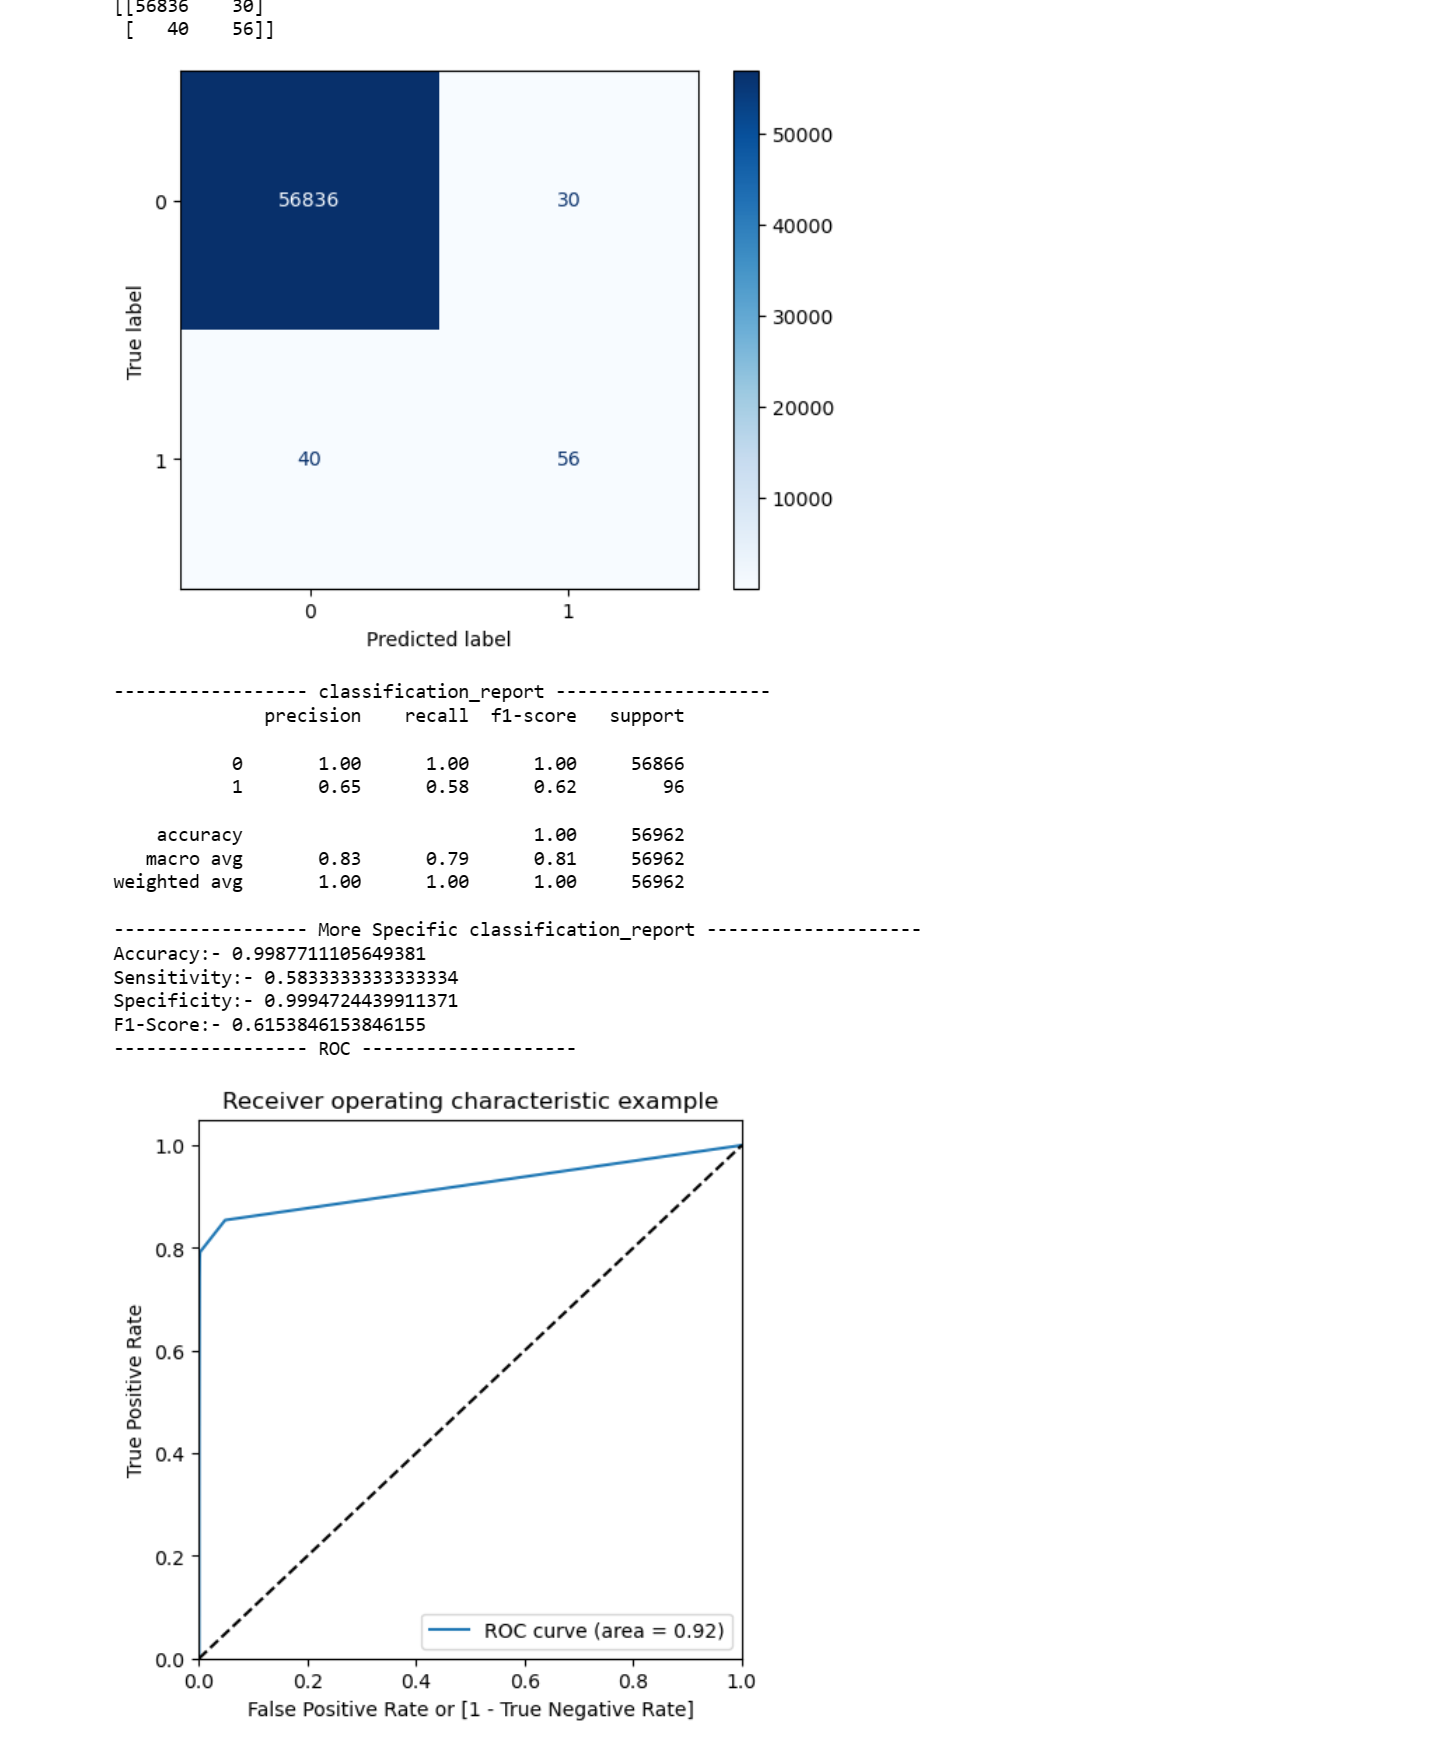 [[56836    30]
 [   40    56]]
50000
56836 30
0
40000
30000
True label
20000
40 56
1
10000
0 1
Predicted label
------------------ classification_report --------------------
              precision    recall  f1-score   support
           0       1.00      1.00      1.00     56866
           1       0.65      0.58      0.62        96
    accuracy                           1.00     56962
   macro avg       0.83      0.79      0.81     56962
weighted avg       1.00      1.00      1.00     56962
------------------ More Specific classification_report --------------------
Accuracy:- 0.9987711105649381
Sensitivity:- 0.5833333333333334
Specificity:- 0.9994724439911371
F1-Score:- 0.6153846153846155
------------------ ROC --------------------
Receiver operating characteristic example
1.0
0.8
0.6
True Positive Rate
0.4
0.2
ROC curve (area = 0.92)
0.0
0.0 0.2 0.4 0.6 0.8 1.0
False Positive Rate or [1 - True Negative Rate]